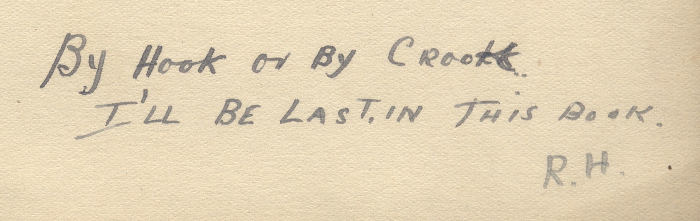 By Hook or By Crook..
I'LL BE LAST. IN THis Book.
R.H.